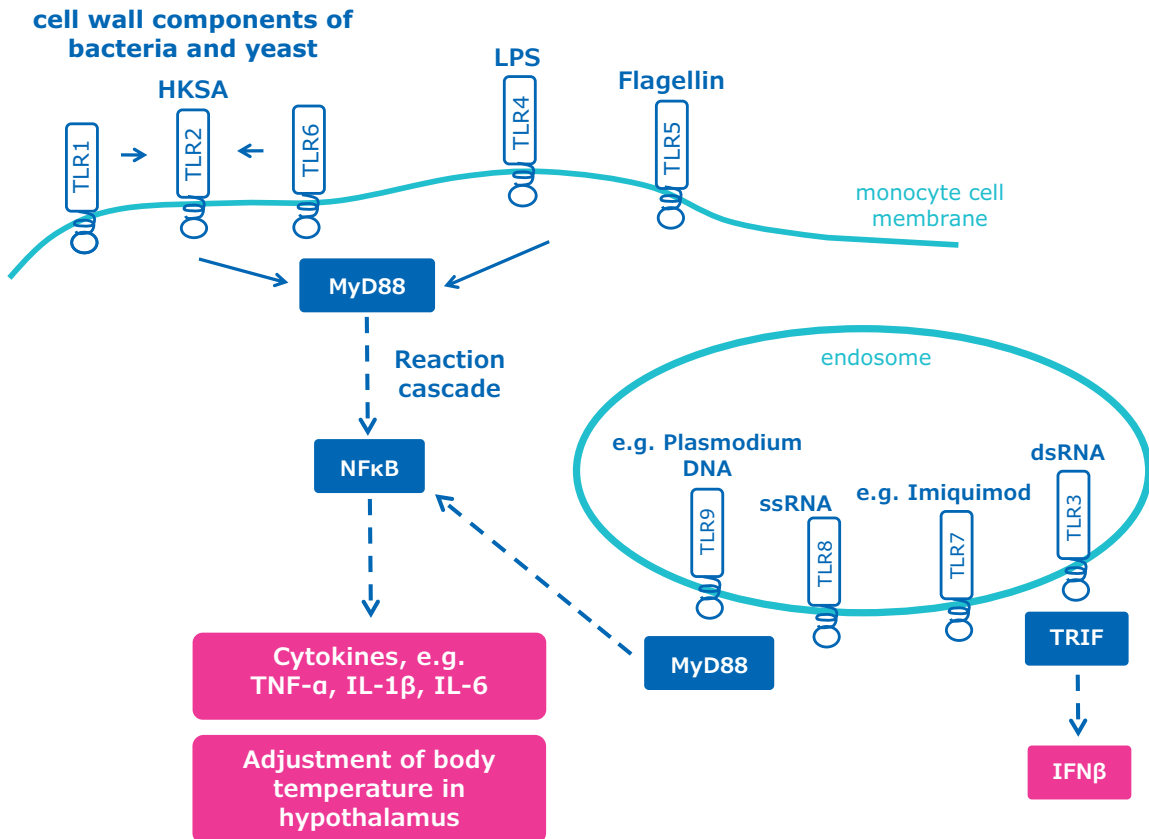 cell wall components of
bacteria and yeast
HKSA
LPS
Flagellin
TLR1
TLR2
TLR6
TLR4
TLR5
monocyte cell
membrane
MyD88
Reaction
cascade
NFκB
endosome
e.g. Plasmodium
DNA
ssRNA
e.g. Imiquimod
dsRNA
TLR9
TLR8
TLR7
TLR3
MyD88
TRIF
IFNβ
Cytokines, e.g.
TNF-α, IL-1β, IL-6
Adjustment of body
temperature in
hypothalamus